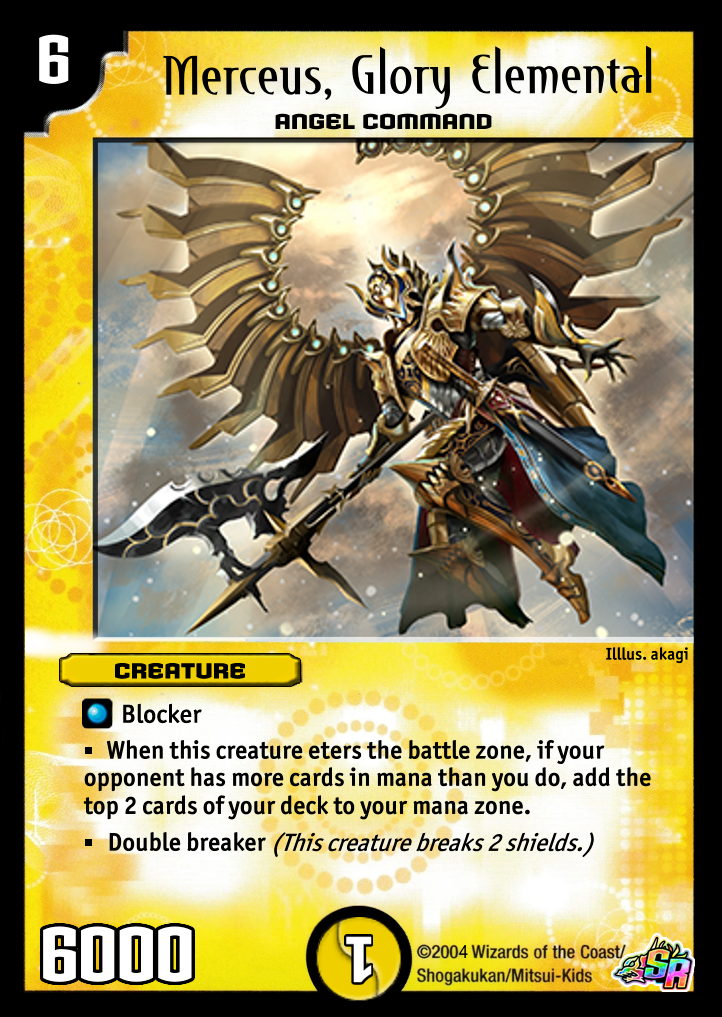 6
Merceus, Glory Elemental
ANGEL COMMAND
Illlus. akagi
CREATURE
Blocker
▪ When this creature eters the battle zone, if your
opponent has more cards in mana than you do, add the
top 2 cards of your deck to your mana zone.
▪ Double breaker (This creature breaks 2 shields.)
6000
1
©2004 Wizards of the Coast/
Shogakukan/Mitsui-Kids
SR